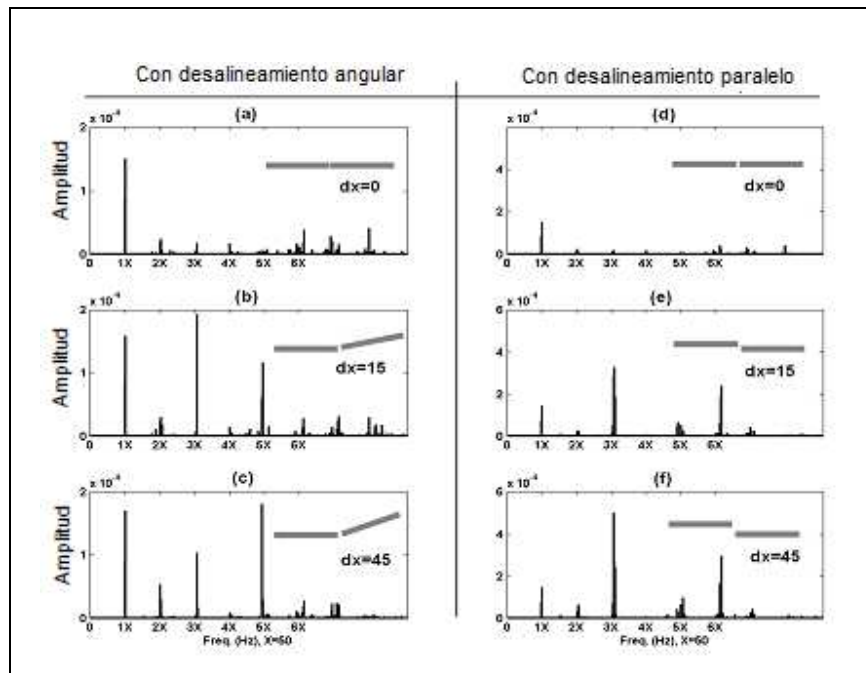 Con desalineamiento angular
Con desalineamiento paralelo
(a)
x 10⁻⁴
2
1
0
Amplitud
dx=0
0 1X 2X 3X 4X 5X 6X
(d)
x 10⁻⁴
4
2
0
dx=0
0 1X 2X 3X 4X 5X 6X
(b)
2
x 10⁻⁴
1
0
Amplitud
dx=15
0 1X 2X 3X 4X 5X 6X
(e)
6
x 10⁻⁴
4
2
0
dx=15
0 1X 2X 3X 4X 5X 6X
(c)
2
x 10⁻⁴
1
0
Amplitud
dx=45
0 1X 2X 3X 4X 5X 6X
Freq. (Hz), X=50
(f)
6
x 10⁻⁴
4
2
0
dx=45
0 1X 2X 3X 4X 5X 6X
Freq. (Hz), X=50